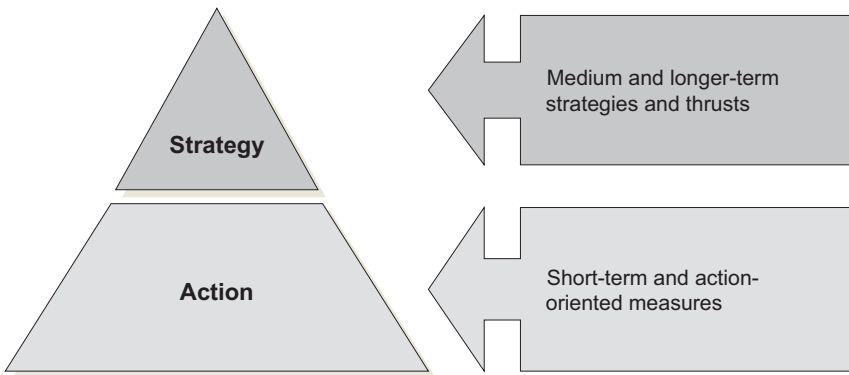 Strategy
Medium and longer-term
strategies and thrusts
Action
Short-term and action-
oriented measures